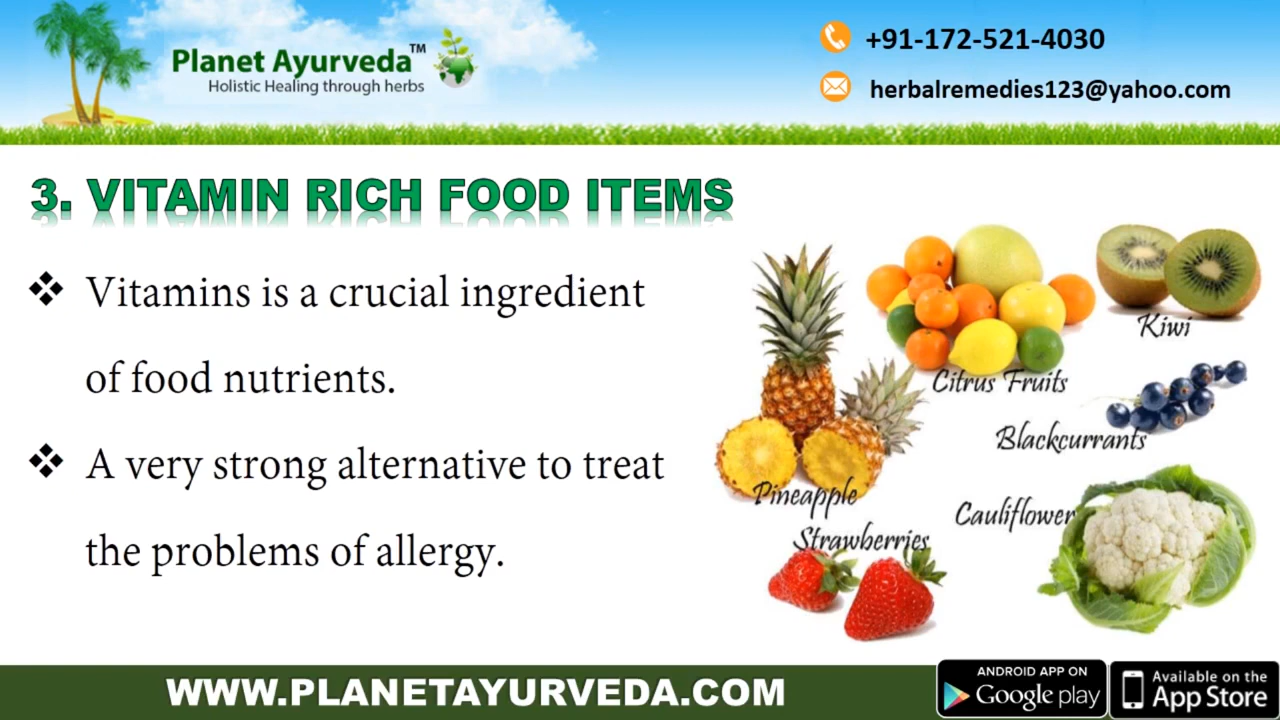 Planet Ayurveda™
Holistic Healing through herbs
+91-172-521-4030
herbalremedies123@yahoo.com
3. VITAMIN RICH FOOD ITEMS
❖ Vitamins is a crucial ingredient
of food nutrients.
❖ A very strong alternative to treat
the problems of allergy.
Kiwi
Citrus Fruits
Blackcurrants
Pineapple
Cauliflower
Strawberries
WWW.PLANETAYURVEDA.COM
ANDROID APP ON
Google play
Available on the
App Store